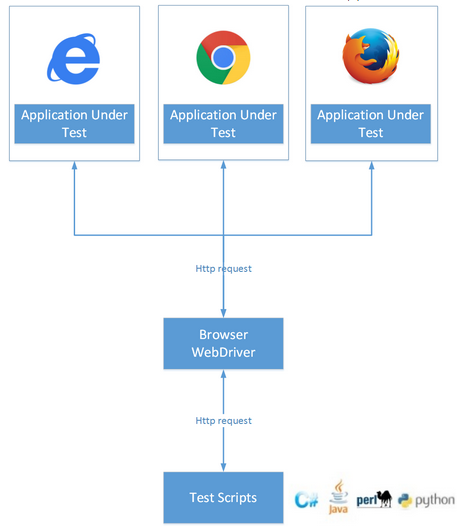 Application Under
Test
Application Under
Test
Application Under
Test
Http request
Browser
WebDriver
Http request
Test Scripts
C#
Java
perl
python